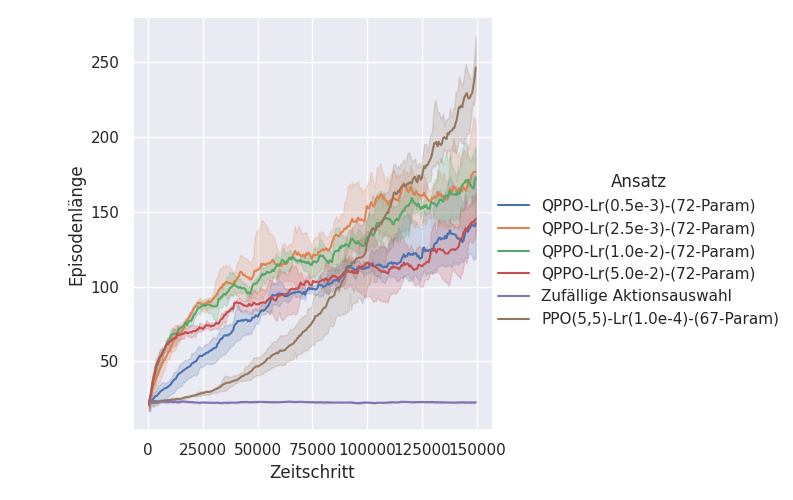 250
200
150
100
50
Episodenlänge
0
25000
50000
75000
100000
125000
150000
Zeitschritt
Ansatz
QPPO-Lr(0.5e-3)-(72-Param)
QPPO-Lr(2.5e-3)-(72-Param)
QPPO-Lr(1.0e-2)-(72-Param)
QPPO-Lr(5.0e-2)-(72-Param)
Zufällige Aktionsauswahl
PPO(5,5)-Lr(1.0e-4)-(67-Param)